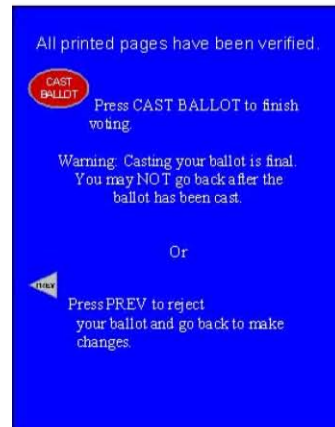 All printed pages have been verified.
CAST
BALLOT
Press CAST BALLOT to finish
voting.
Warning: Casting your ballot is final.
You may NOT go back after the
ballot has been cast.
Or
PREV
Press PREV to reject
your ballot and go back to make
changes.